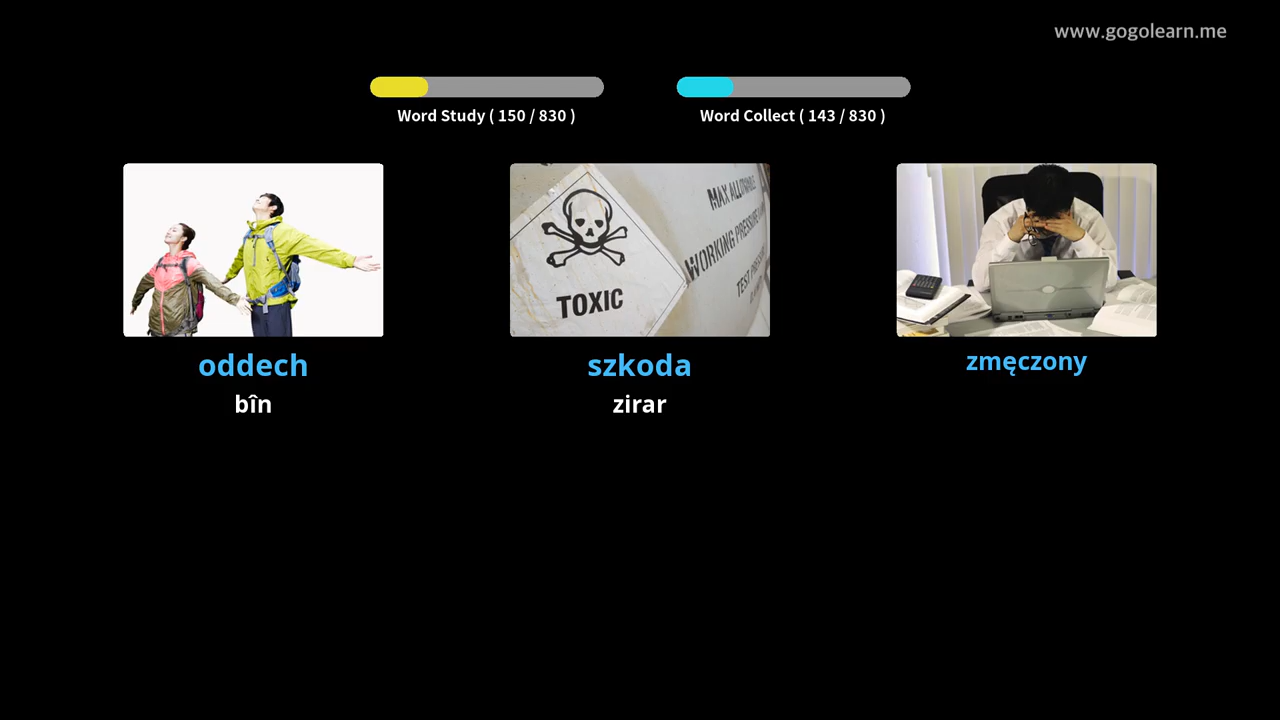 www.gogolearn.me
Word Study ( 150 / 830 )
Word Collect ( 143 / 830 )
TOXIC
MAX ALLOWABLE
WORKING PRESSURE
TEST
oddech
szkoda
zmęczony
bîn
zirar